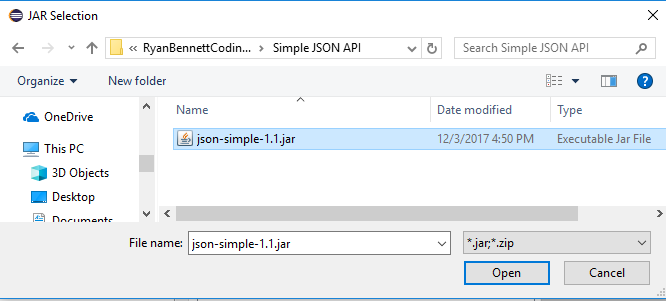 JAR Selection
« RyanBennettCodin... Simple JSON API
Search Simple JSON API
Organize
New folder
Name
Date modified
Type
json-simple-1.1.jar
12/3/2017 4:50 PM
Executable Jar File
OneDrive
This PC
3D Objects
Desktop
Documents
File name:
json-simple-1.1.jar
*.jar;*.zip
Open
Cancel